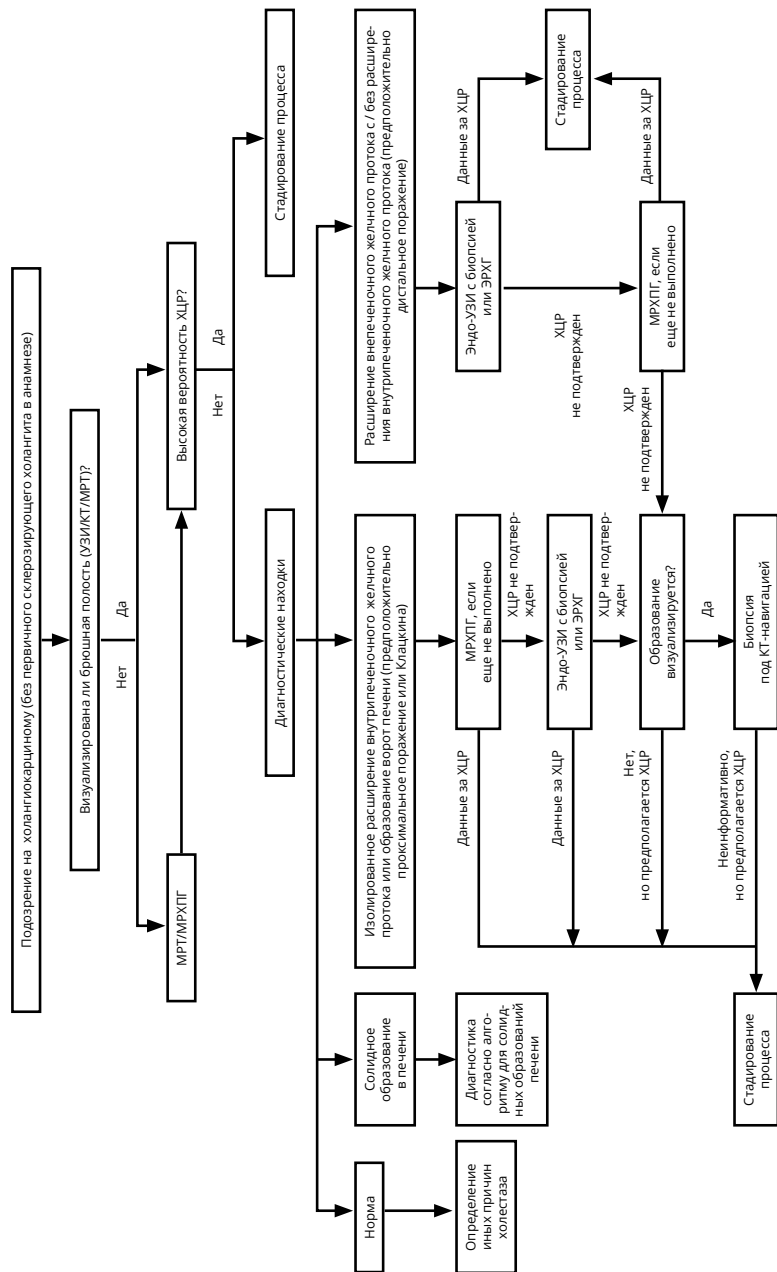 Подозрение на холангиокарциному (без первичного склерозирующего холангита в анамнезе)
Визуализирована ли брюшная полость (УЗИ/КТ/МРТ)?
Нет
Да
МРТ/МРХПГ
Высокая вероятность ХЦР?
Нет
Да
Диагностические находки
Стадирование процесса
Норма
Солидное
образование
в печени
Изолированное расширение внутрипеченочного желчного
протока или образование ворот печени (предположительно
проксимальное поражение или Клацкина)
Расширение внепеченочного желчного протока с / без расшире-
ния внутрипеченочного желчного протока (предположительно
дистальное поражение)
Определение
иных причин
холестаза
Диагностика
согласно алго-
ритму для солид-
ных образований
печени
Данные за ХЦР
МРХПГ, если
еще не выполнено
ХЦР не подтвер-
жден
Данные за ХЦР
Эндо-УЗИ с биопсией
или ЭРХГ
ХЦР не подтвер-
жден
Нет,
но предполагается ХЦР
Образование
визуализируется?
Да
Неинформативно,
но предполагается ХЦР
Биопсия
под КТ-навигацией
Стадирование
процесса
Эндо-УЗИ с биопсией
или ЭРХГ
Данные за ХЦР
Стадирование
процесса
ХЦР
не подтвержден
МРХПГ, если
еще не выполнено
Данные за ХЦР
ХЦР
не подтвержден